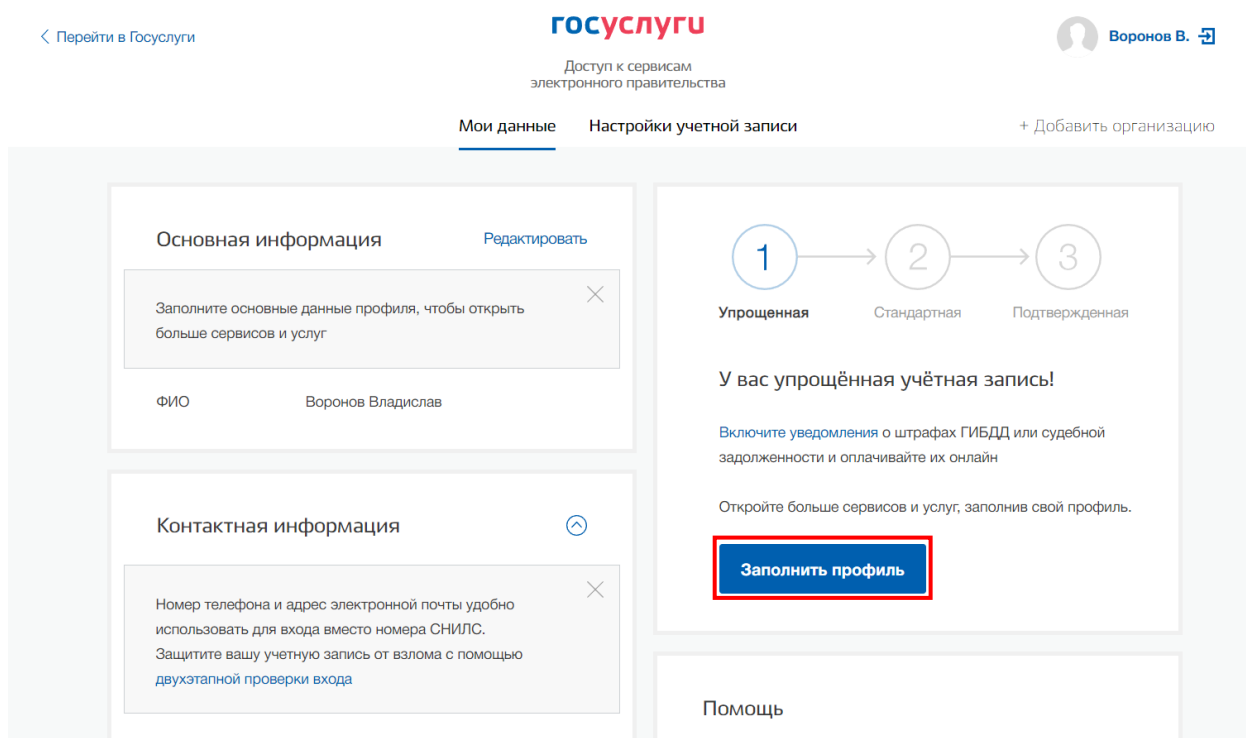 Перейти в Госуслуги
госуслуги
Воронов В.
Доступ к сервисам
электронного правительства
Мои данные
Настройки учетной записи
+ Добавить организацию
Основная информация
Редактировать
Заполните основные данные профиля, чтобы открыть
больше сервисов и услуг
ФИО
Воронов Владислав
Контактная информация
Номер телефона и адрес электронной почты удобно
использовать для входа вместо номера СНИЛС.
Защитите вашу учетную запись от взлома с помощью
двухэтапной проверки входа
1
2
3
Упрощенная
Стандартная
Подтвержденная
У вас упрощённая учётная запись!
Включите уведомления о штрафах ГИБДД или судебной
задолженности и оплачивайте их онлайн
Откройте больше сервисов и услуг, заполнив свой профиль.
Заполнить профиль
Помощь